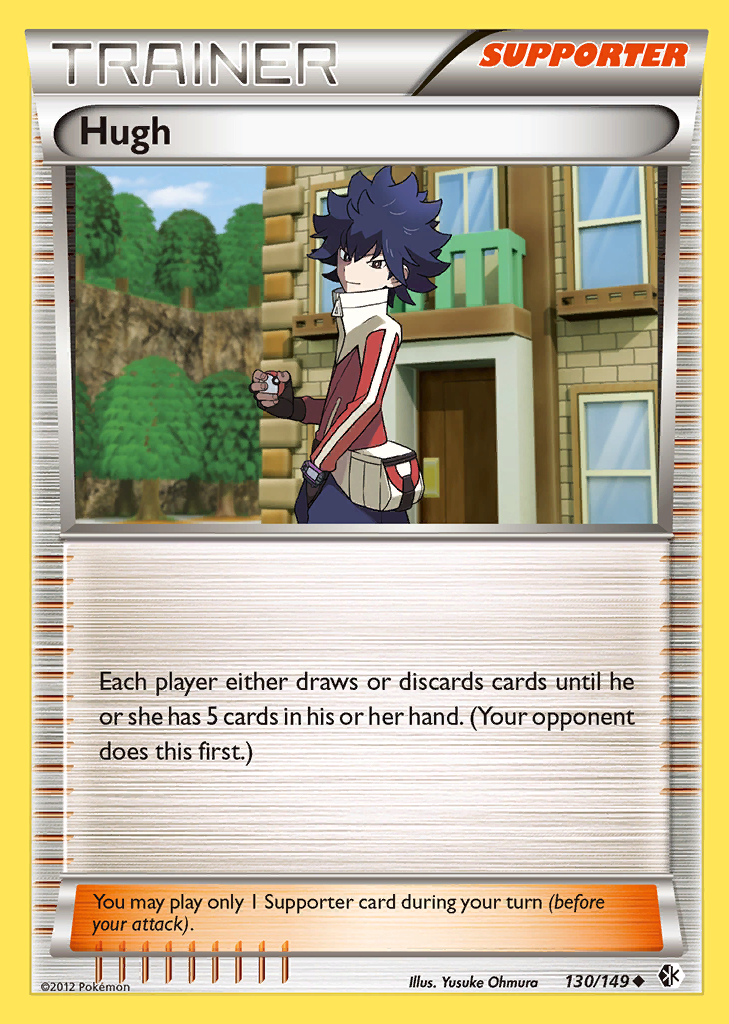 TRAINER
SUPPORTER
Hugh
Each player either draws or discards cards until he
or she has 5 cards in his or her hand. (Your opponent
does this first.)
You may play only 1 Supporter card during your turn (before
your attack).
©2012 Pokémon
Illus. Yusuke Ohmura
130/149